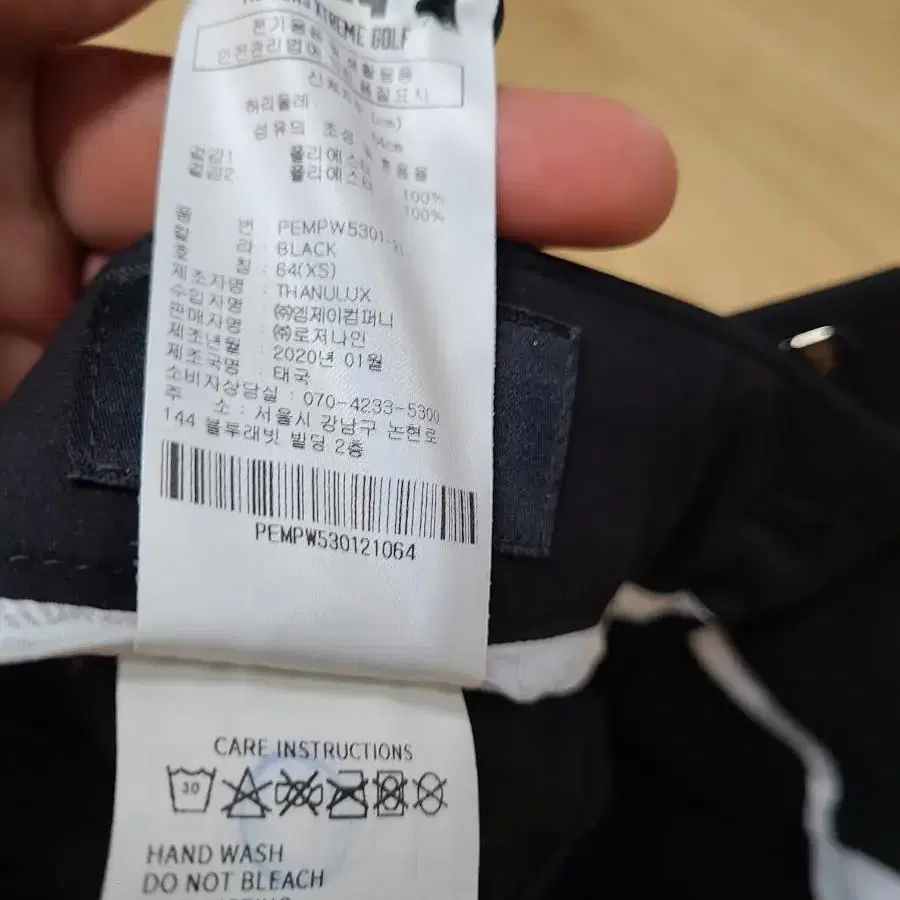 XTREME GOLF
전기용품 및 생활용품
안전관리법에 의한 품질표시
신체치수 (cm)
허리둘레 64cm
섬유의 조성 및 혼용율
겉감1 폴리에스터 100%
겉감2. 폴리에스터 100%
품 번 : PEMPW5301-21
칼 라 : BLACK
호 칭 : 64(XS)
제조자명 : THANULUX
수입자명 : ㈜엠제이컴퍼니
판매자명 : ㈜로저나인
제조년월 : 2020년 01월
제조국명 : 태국
소비자상담실 : 070-4233-5300
주 소 : 서울시 강남구 논현로
144 블루래빗 빌딩 2층
PEMPW530121064
CARE INSTRUCTIONS
30
HAND WASH
DO NOT BLEACH